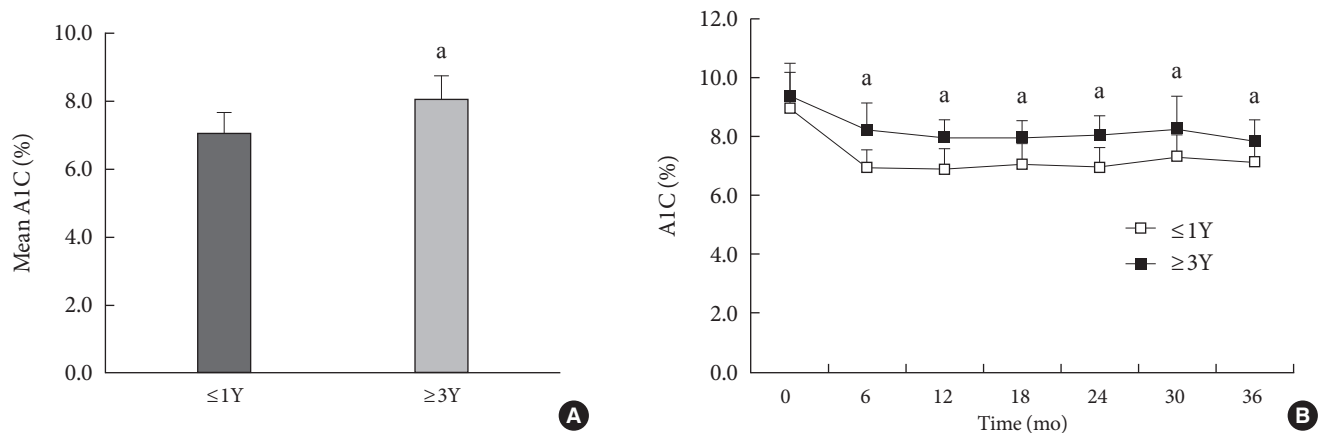 10.0
8.0
6.0
4.0
2.0
0.0
Mean A1C (%)
a
≤1Y
≥3Y
A
12.0
10.0
8.0
6.0
4.0
2.0
0.0
A1C (%)
a a a a a a
≤1Y
≥3Y
0 6 12 18 24 30 36
Time (mo)
B